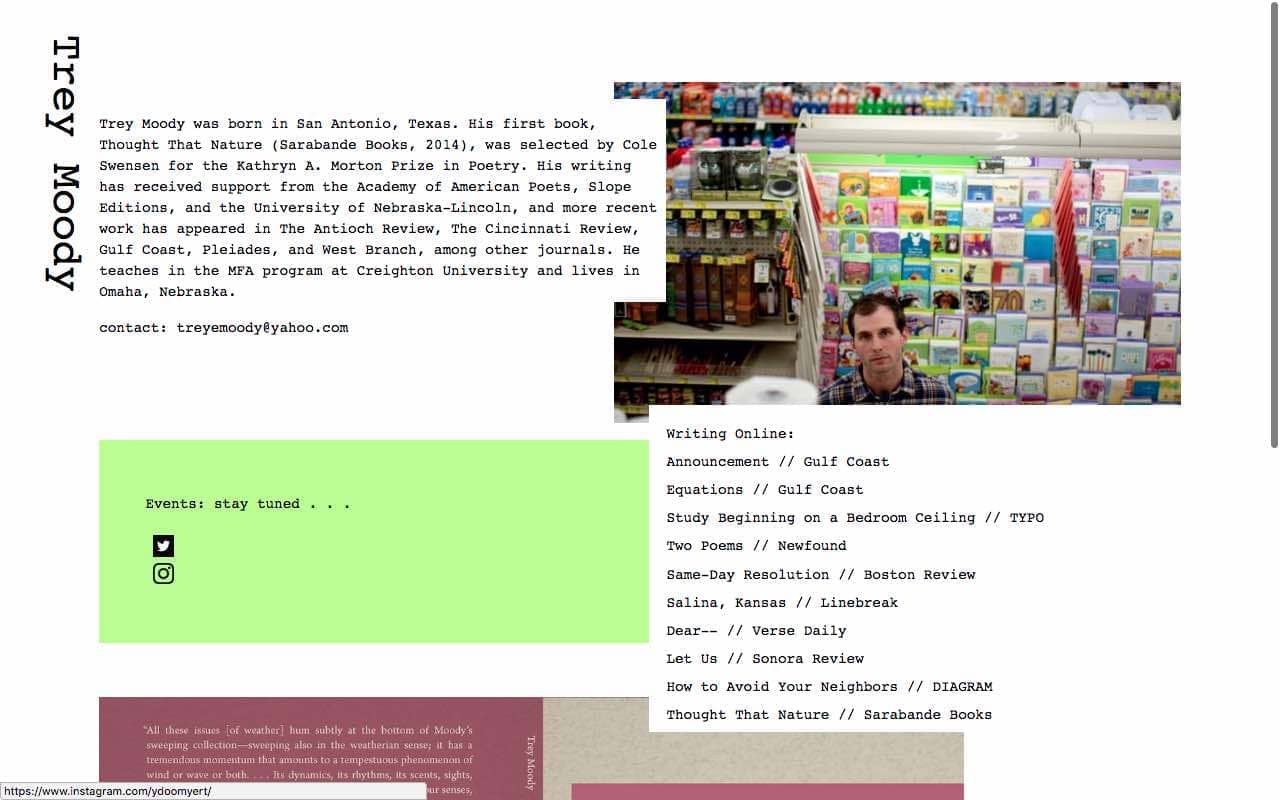 Trey Moody
Trey Moody was born in San Antonio, Texas. His first book,
Thought That Nature (Sarabande Books, 2014), was selected by Cole
Swensen for the Kathryn A. Morton Prize in Poetry. His writing
has received support from the Academy of American Poets, Slope
Editions, and the University of Nebraska-Lincoln, and more recent
work has appeared in The Antioch Review, The Cincinnati Review,
Gulf Coast, Pleiades, and West Branch, among other journals. He
teaches in the MFA program at Creighton University and lives in
Omaha, Nebraska.
contact: treyemoody@yahoo.com
70
Events: stay tuned . . .
Writing Online:
Announcement // Gulf Coast
Equations // Gulf Coast
Study Beginning on a Bedroom Ceiling // TYPO
Two Poems // Newfound
Same-Day Resolution // Boston Review
Salina, Kansas // Linebreak
Dear-- // Verse Daily
Let Us // Sonora Review
How to Avoid Your Neighbors // DIAGRAM
Thought That Nature // Sarabande Books
"All these issues [of weather] hum subtly at the bottom of Moody's
sweeping collection—sweeping also in the weatherian sense; it has a
tremendous momentum that amounts to a tempestuous phenomenon of
wind or wave or both. . . . Its dynamics, its rhythms, its scents, sights,
our senses,
Trey Moody
https://www.instagram.com/ydoomyert/